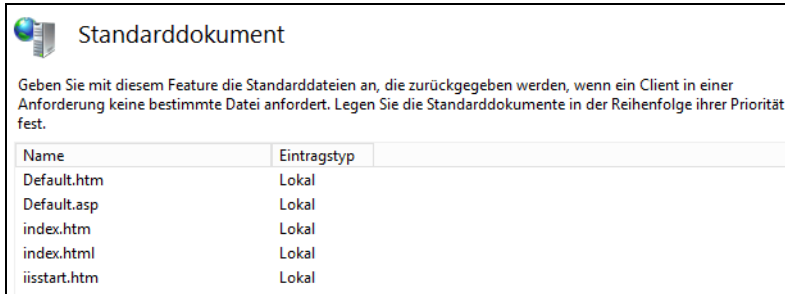 Standarddokument
Geben Sie mit diesem Feature die Standarddateien an, die zurückgegeben werden, wenn ein Client in einer
Anforderung keine bestimmte Datei anfordert. Legen Sie die Standarddokumente in der Reihenfolge ihrer Priorität
fest.
Name Eintragstyp
Default.htm Lokal
Default.asp Lokal
index.htm Lokal
index.html Lokal
iisstart.htm Lokal